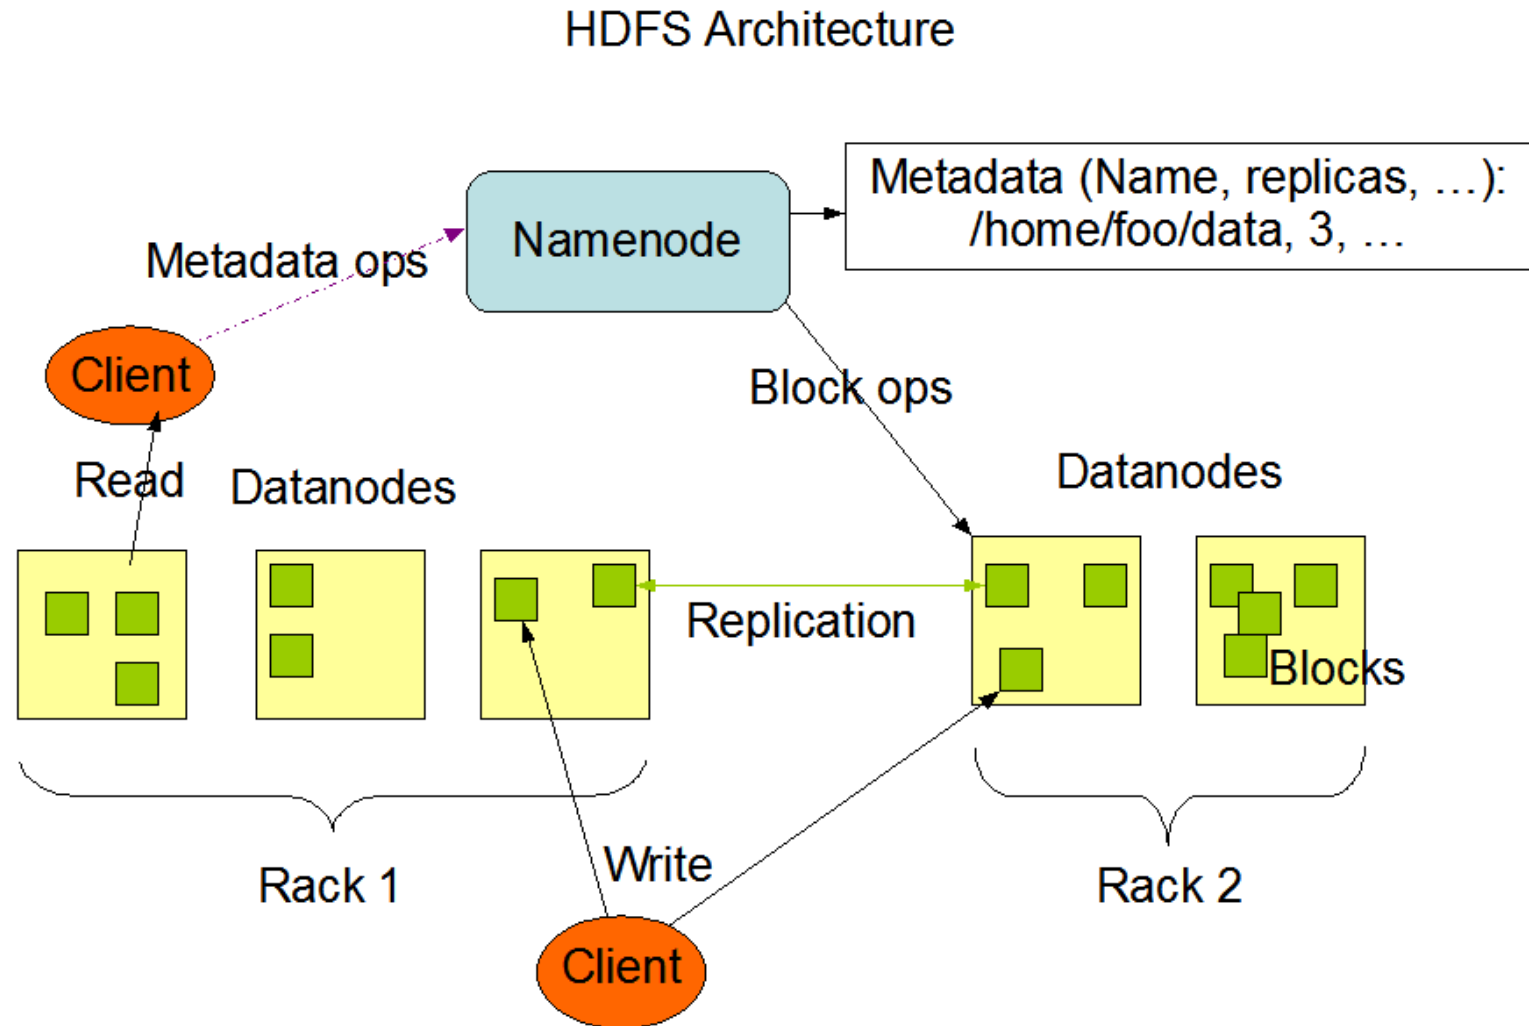 HDFS Architecture
Metadata (Name, replicas, ...):
/home/foo/data, 3, ...
Namenode
Metadata ops
Client
Block ops
Read
Datanodes
Datanodes
Replication
Blocks
Write
Rack 1
Rack 2
Client